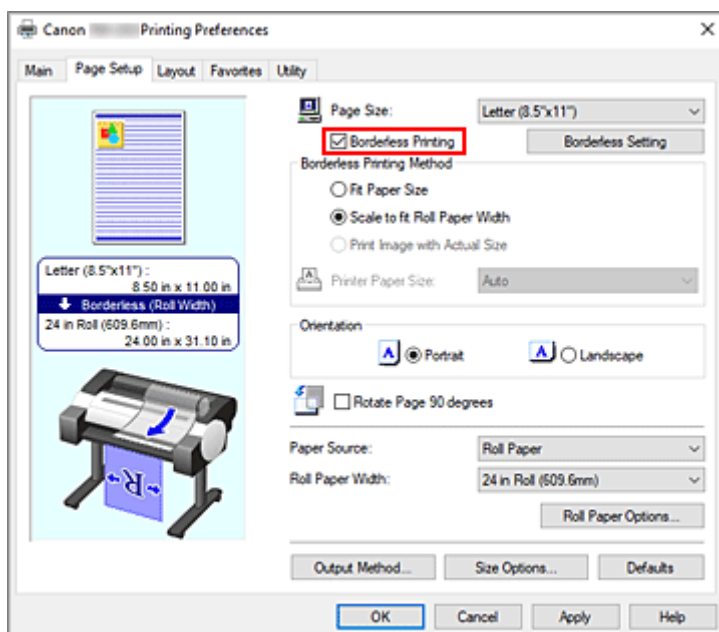 Canon Printing Preferences
Main Page Setup Layout Favorites Utility
Page Size: Letter (8.5"x11")
Borderless Printing Borderless Setting
Borderless Printing Method
Fit Paper Size
Scale to fit Roll Paper Width
Print Image with Actual Size
Printer Paper Size: Auto
Letter (8.5"x11") :
8.50 in x 11.00 in
Borderless (Roll Width)
24 in Roll (609.6mm) :
24.00 in x 31.10 in
Orientation
A Portrait A Landscape
Rotate Page 90 degrees
R
Paper Source: Roll Paper
Roll Paper Width: 24 in Roll (609.6mm)
Roll Paper Options...
Output Method... Size Options... Defaults
OK Cancel Apply Help